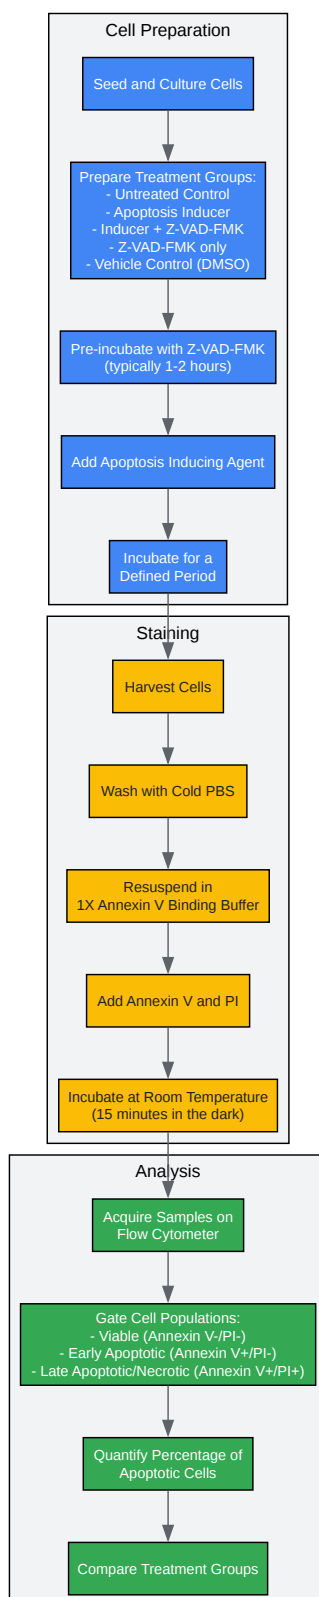 Cell Preparation
Seed and Culture Cells
Prepare Treatment Groups:
- Untreated Control
- Apoptosis Inducer
- Inducer + Z-VAD-FMK
- Z-VAD-FMK only
- Vehicle Control (DMSO)
Pre-incubate with Z-VAD-FMK
(typically 1-2 hours)
Add Apoptosis Inducing Agent
Incubate for a
Defined Period
Staining
Harvest Cells
Wash with Cold PBS
Resuspend in
1X Annexin V Binding Buffer
Add Annexin V and PI
Incubate at Room Temperature
(15 minutes in the dark)
Analysis
Acquire Samples on
Flow Cytometer
Gate Cell Populations:
- Viable (Annexin V-/PI-)
- Early Apoptotic (Annexin V+/PI-)
- Late Apoptotic/Necrotic (Annexin V+/PI+)
Quantify Percentage of
Apoptotic Cells
Compare Treatment Groups